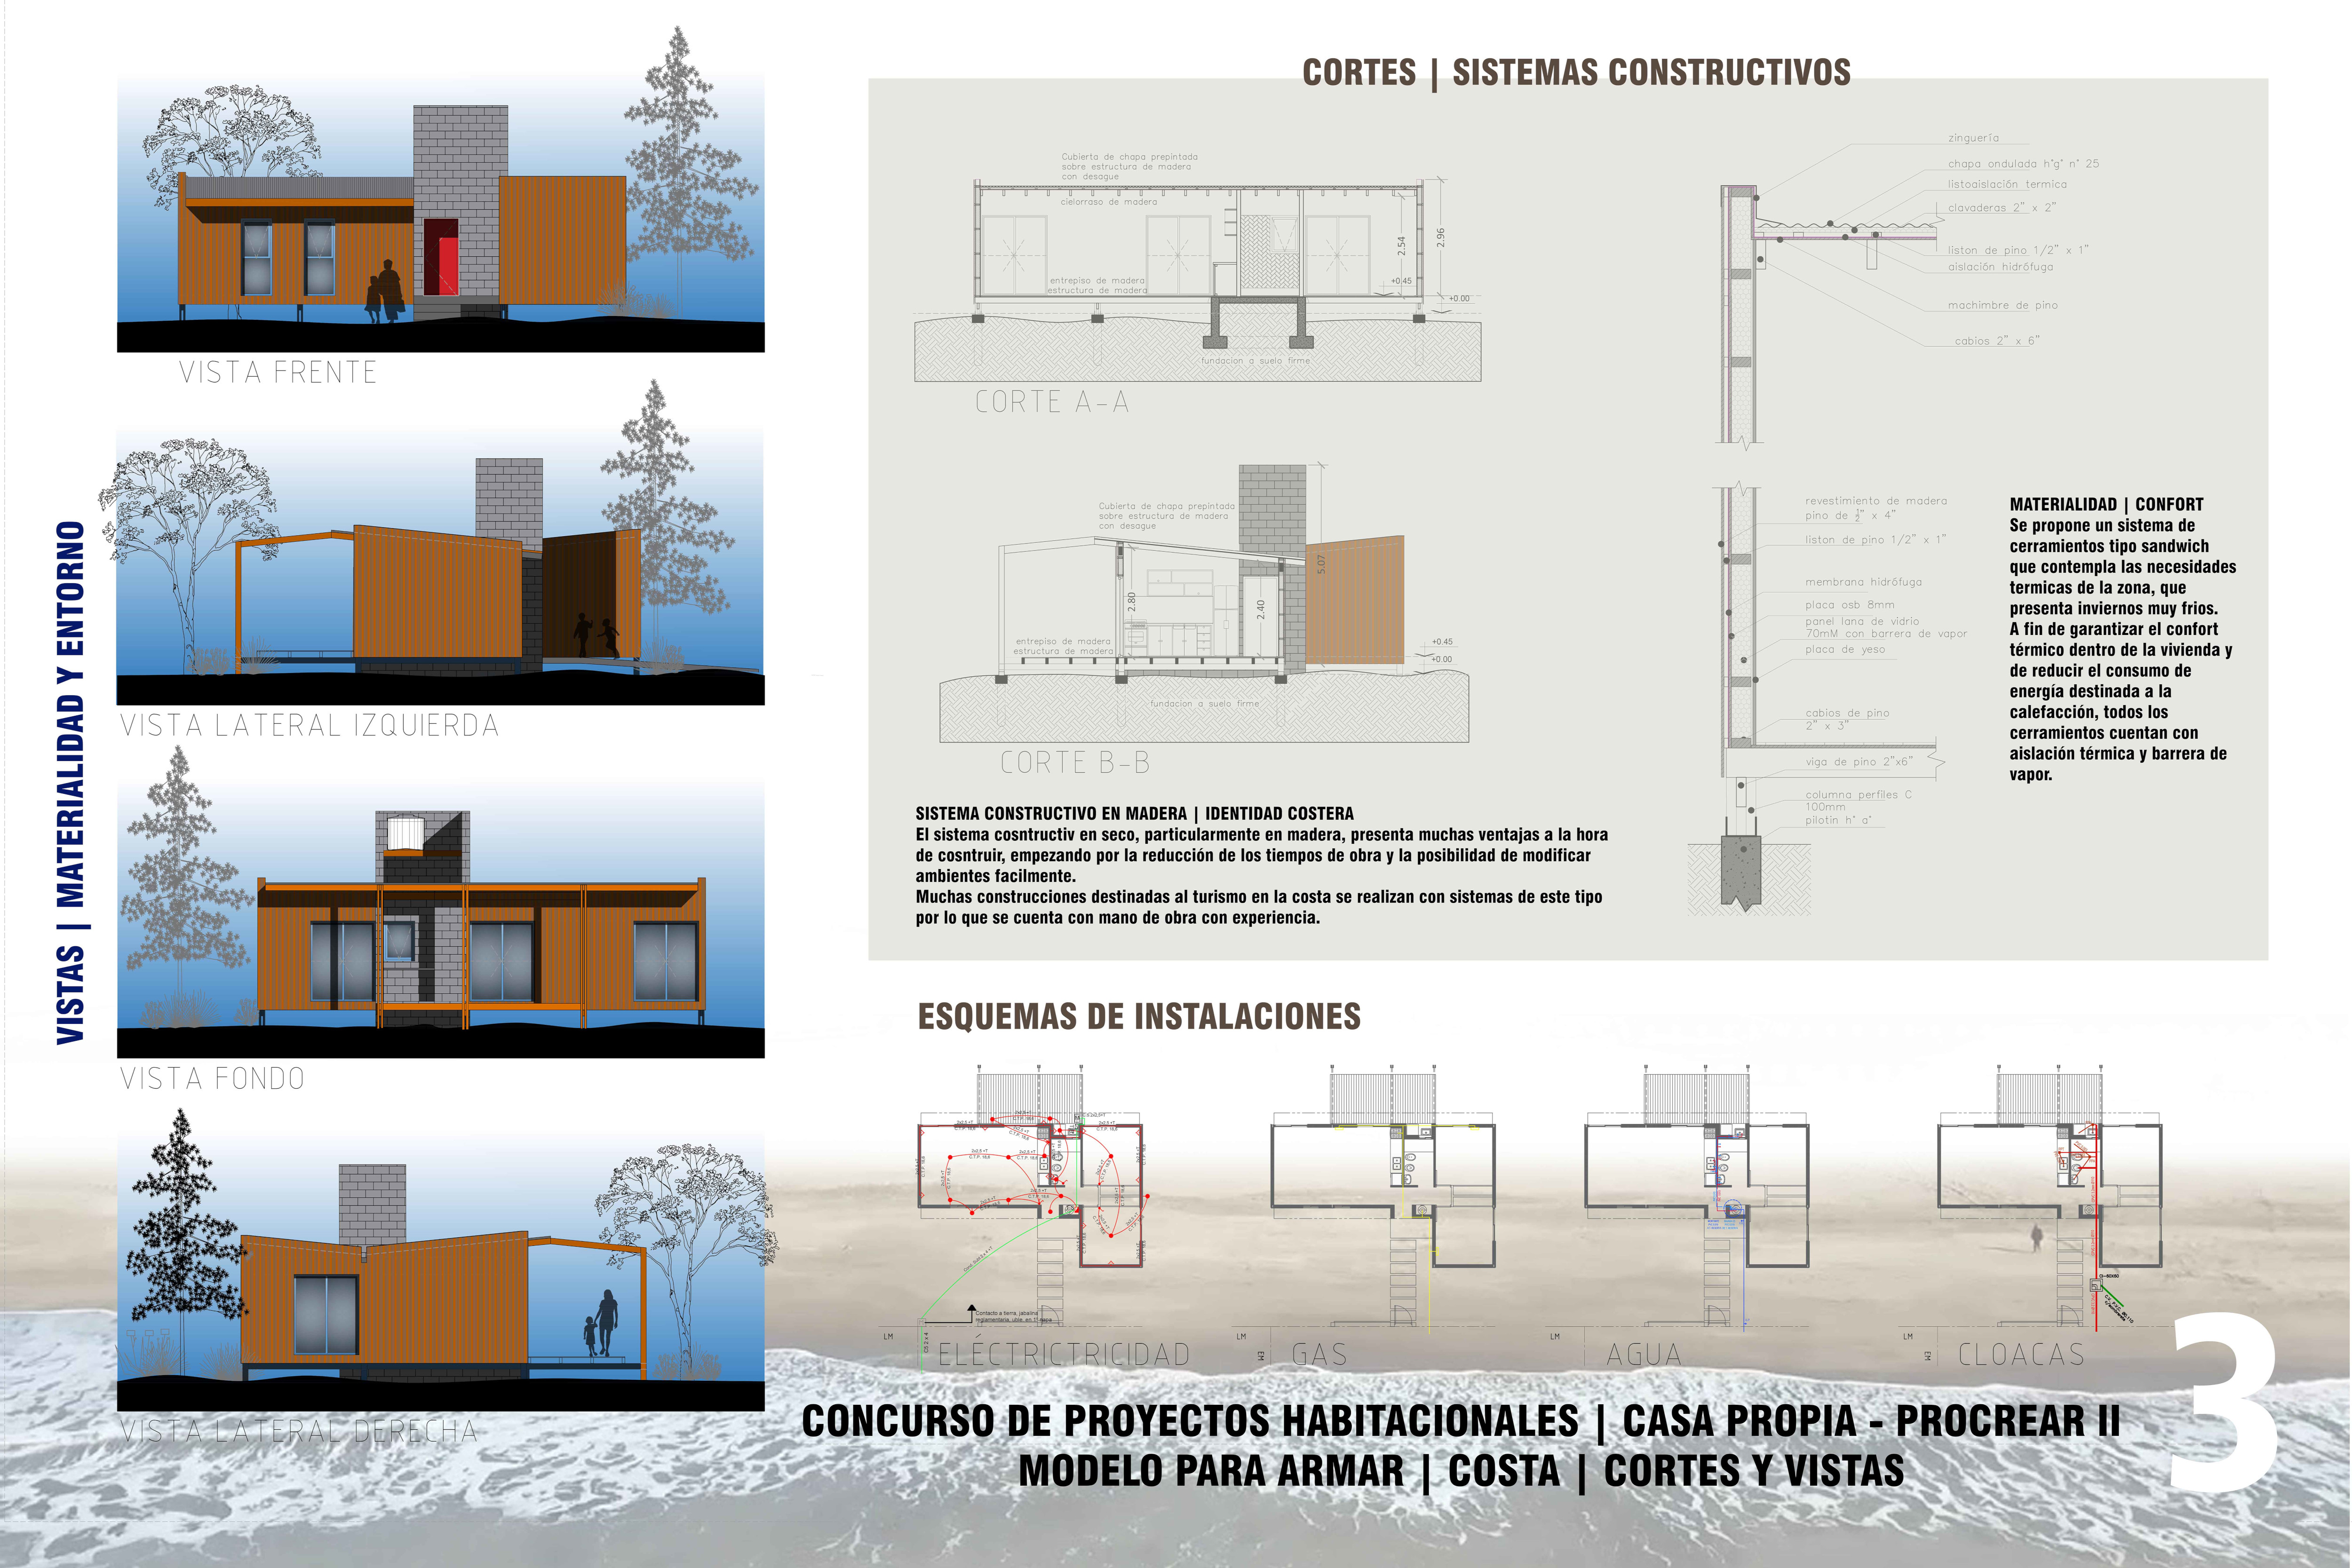 VISTAS | MATERIALIDAD Y ENTORNO
VISTA FRENTE
VISTA LATERAL IZQUIERDA
VISTA FONDO
VISTA LATERAL DERECHA
CORTES | SISTEMAS CONSTRUCTIVOS
Cubierta de chapa prepintada
sobre estructura de madera
con desague
cielorraso de madera
2.54
2.96
entrepiso de madera
estructura de madera
+0.45
+0.00
fundacion a suelo firme
CORTE A-A
Cubierta de chapa prepintada
sobre estructura de madera
con desague
5.07
2.80
2.40
entrepiso de madera
estructura de madera
+0.45
+0.00
fundacion a suelo firme
CORTE B-B
SISTEMA CONSTRUCTIVO EN MADERA | IDENTIDAD COSTERA
El sistema cosntructiv en seco, particularmente en madera, presenta muchas ventajas a la hora
de cosntruir, empezando por la reducción de los tiempos de obra y la posibilidad de modificar
ambientes facilmente.
Muchas construcciones destinadas al turismo en la costa se realizan con sistemas de este tipo
por lo que se cuenta con mano de obra con experiencia.
zinguería
chapa ondulada h°g° n° 25
listoaislación termica
clavaderas 2" x 2"
liston de pino 1/2" x 1"
aislación hidrófuga
machimbre de pino
cabios 2" x 6"
revestimiento de madera
pino de ½" x 4"
liston de pino 1/2" x 1"
membrana hidrófuga
placa osb 8mm
panel lana de vidrio
70mM con barrera de vapor
placa de yeso
cabios de pino
2" x 3"
viga de pino 2"x6"
columna perfiles C
100mm
pilotin h° a°
MATERIALIDAD | CONFORT
Se propone un sistema de
cerramientos tipo sandwich
que contempla las necesidades
termicas de la zona, que
presenta inviernos muy frios.
A fin de garantizar el confort
térmico dentro de la vivienda y
de reducir el consumo de
energía destinada a la
calefacción, todos los
cerramientos cuentan con
aislación térmica y barrera de
vapor.
ESQUEMAS DE INSTALACIONES
Contacto a tierra, jabalina
LM
ELÉCTRICTRICIDAD
LM
EM
GAS
LM
AGUA
LM
EM
CLOACAS
3
CONCURSO DE PROYECTOS HABITACIONALES | CASA PROPIA - PROCREAR II
MODELO PARA ARMAR | COSTA | CORTES Y VISTAS